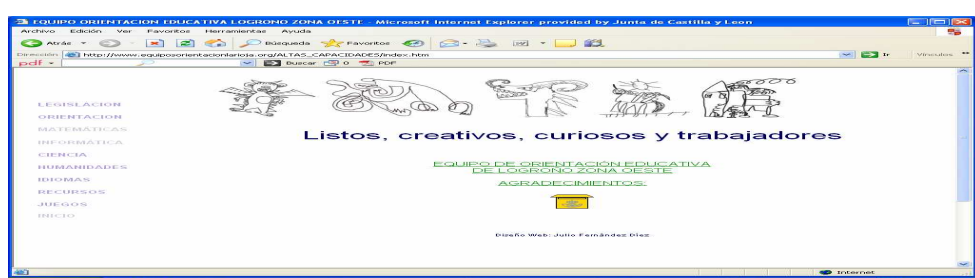 EQUIPO ORIENTACION EDUCATIVA LOGROÑO ZONA OESTE - Microsoft Internet Explorer provided by Junta de Castilla y Leon
Archivo Edición Ver Favoritos Herramientas Ayuda
Atrás Búsqueda Favoritos
Dirección http://www.equiposorientacionlarioja.org/ALTAS_CAPACIDADES/index.htm Ir Vínculos
pdf Buscar 0 PDF
LEGISLACION
ORIENTACION
MATEMÁTICAS
INFORMÁTICA
CIENCIA
HUMANIDADES
IDIOMAS
RECURSOS
JUEGOS
INICIO
Listos, creativos, curiosos y trabajadores
EQUIPO DE ORIENTACIÓN EDUCATIVA
DE LOGROÑO ZONA OESTE
AGRADECIMIENTOS:
Diseño Web: Julio Fernández Díez
Internet